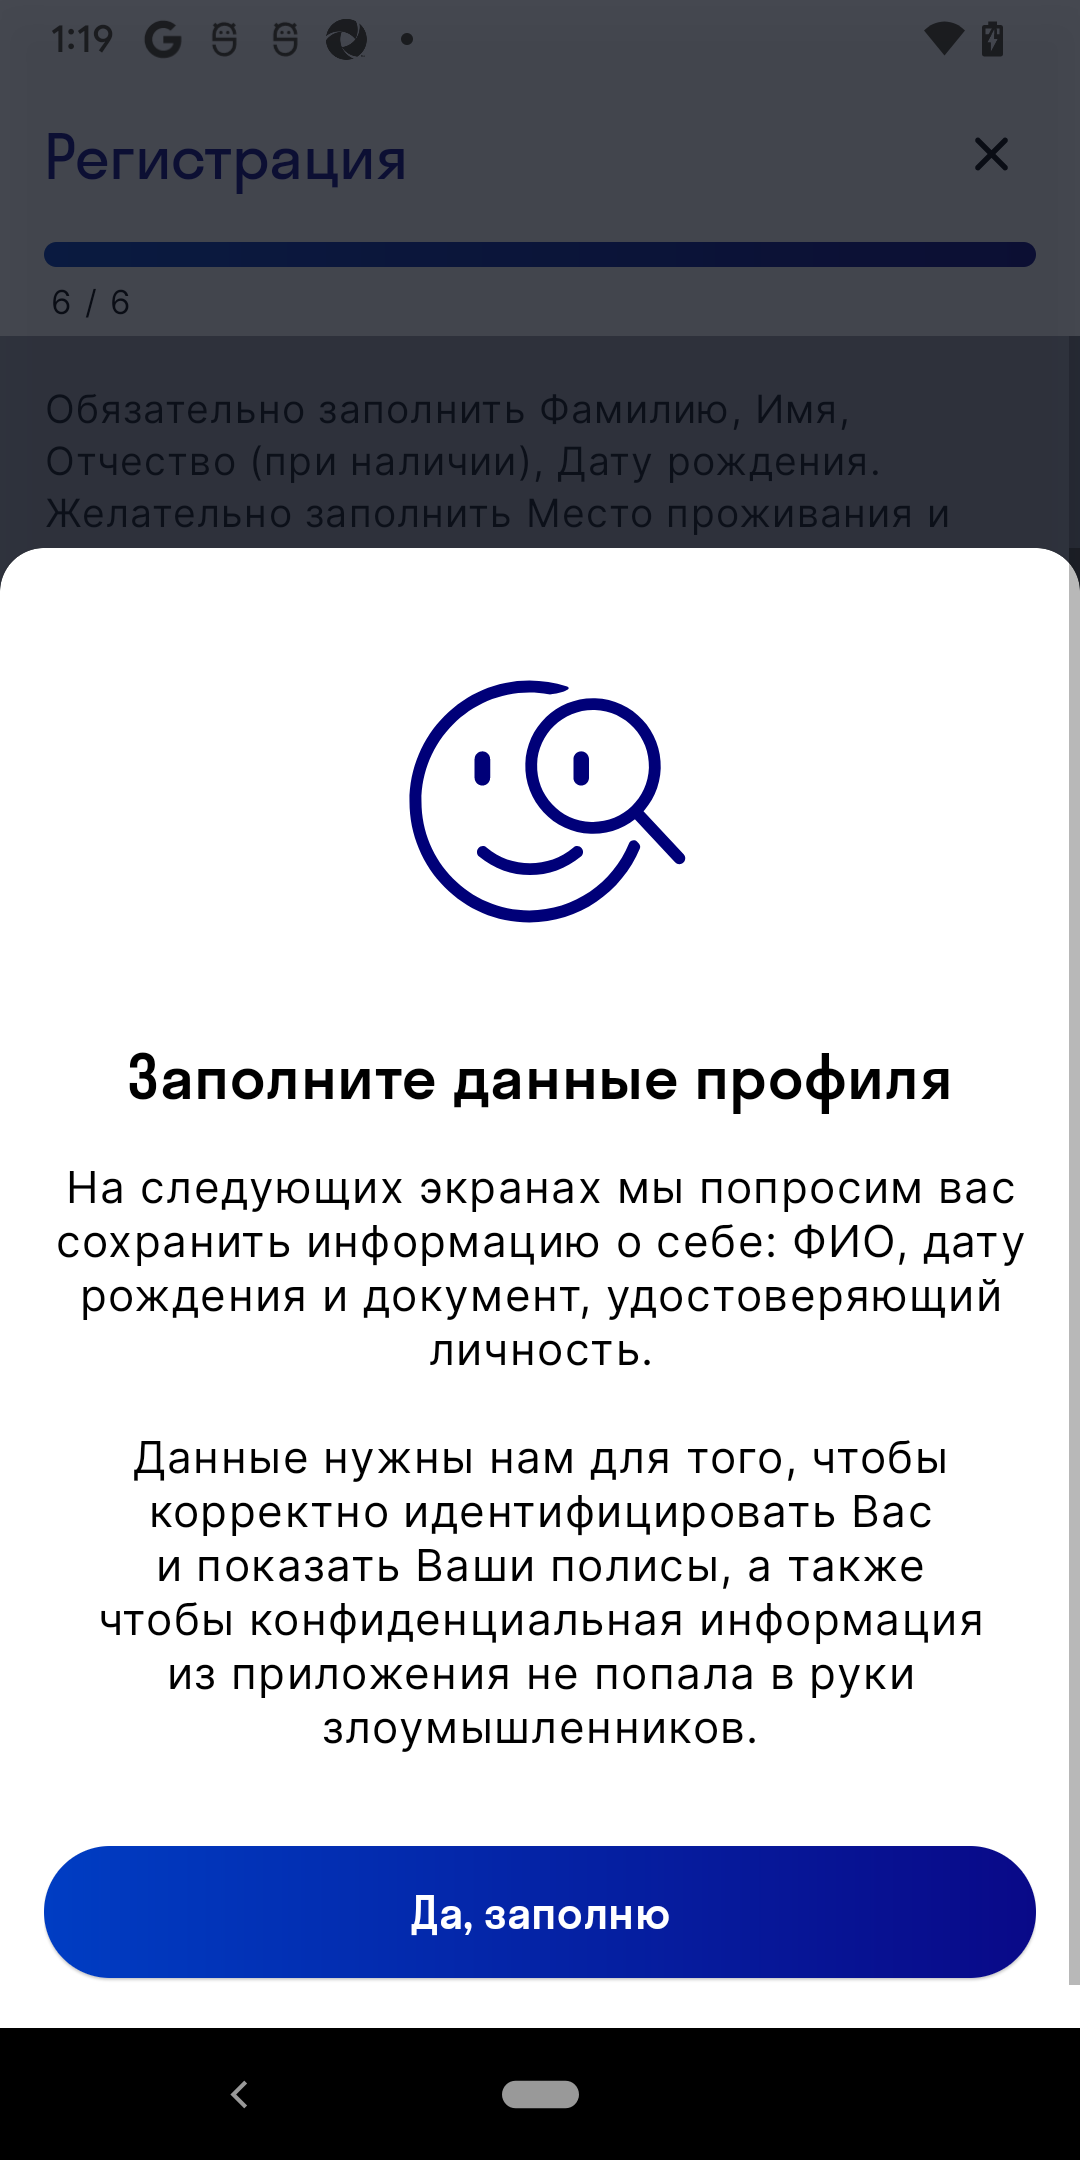 1:19
Регистрация
6 / 6
Обязательно заполнить Фамилию, Имя,
Отчество (при наличии), Дату рождения.
Желательно заполнить Место проживания и
Заполните данные профиля
На следующих экранах мы попросим вас
сохранить информацию о себе: ФИО, дату
рождения и документ, удостоверяющий
личность.
Данные нужны нам для того, чтобы
корректно идентифицировать Вас
и показать Ваши полисы, а также
чтобы конфиденциальная информация
из приложения не попала в руки
злоумышленников.
Да, заполню